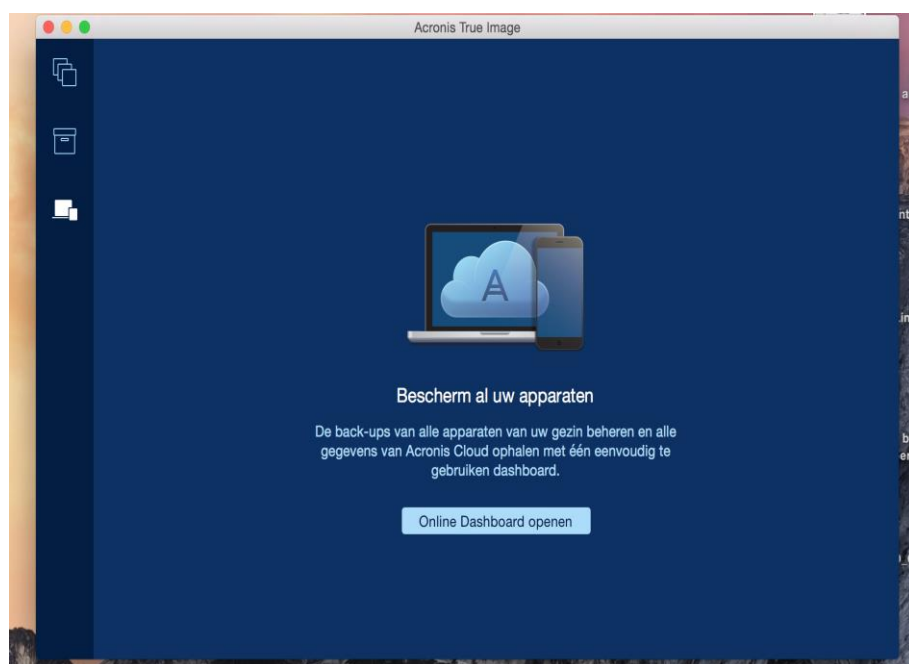 Acronis True Image
Bescherm al uw apparaten
De back-ups van alle apparaten van uw gezin beheren en alle
gegevens van Acronis Cloud ophalen met één eenvoudig te
gebruiken dashboard.
Online Dashboard openen